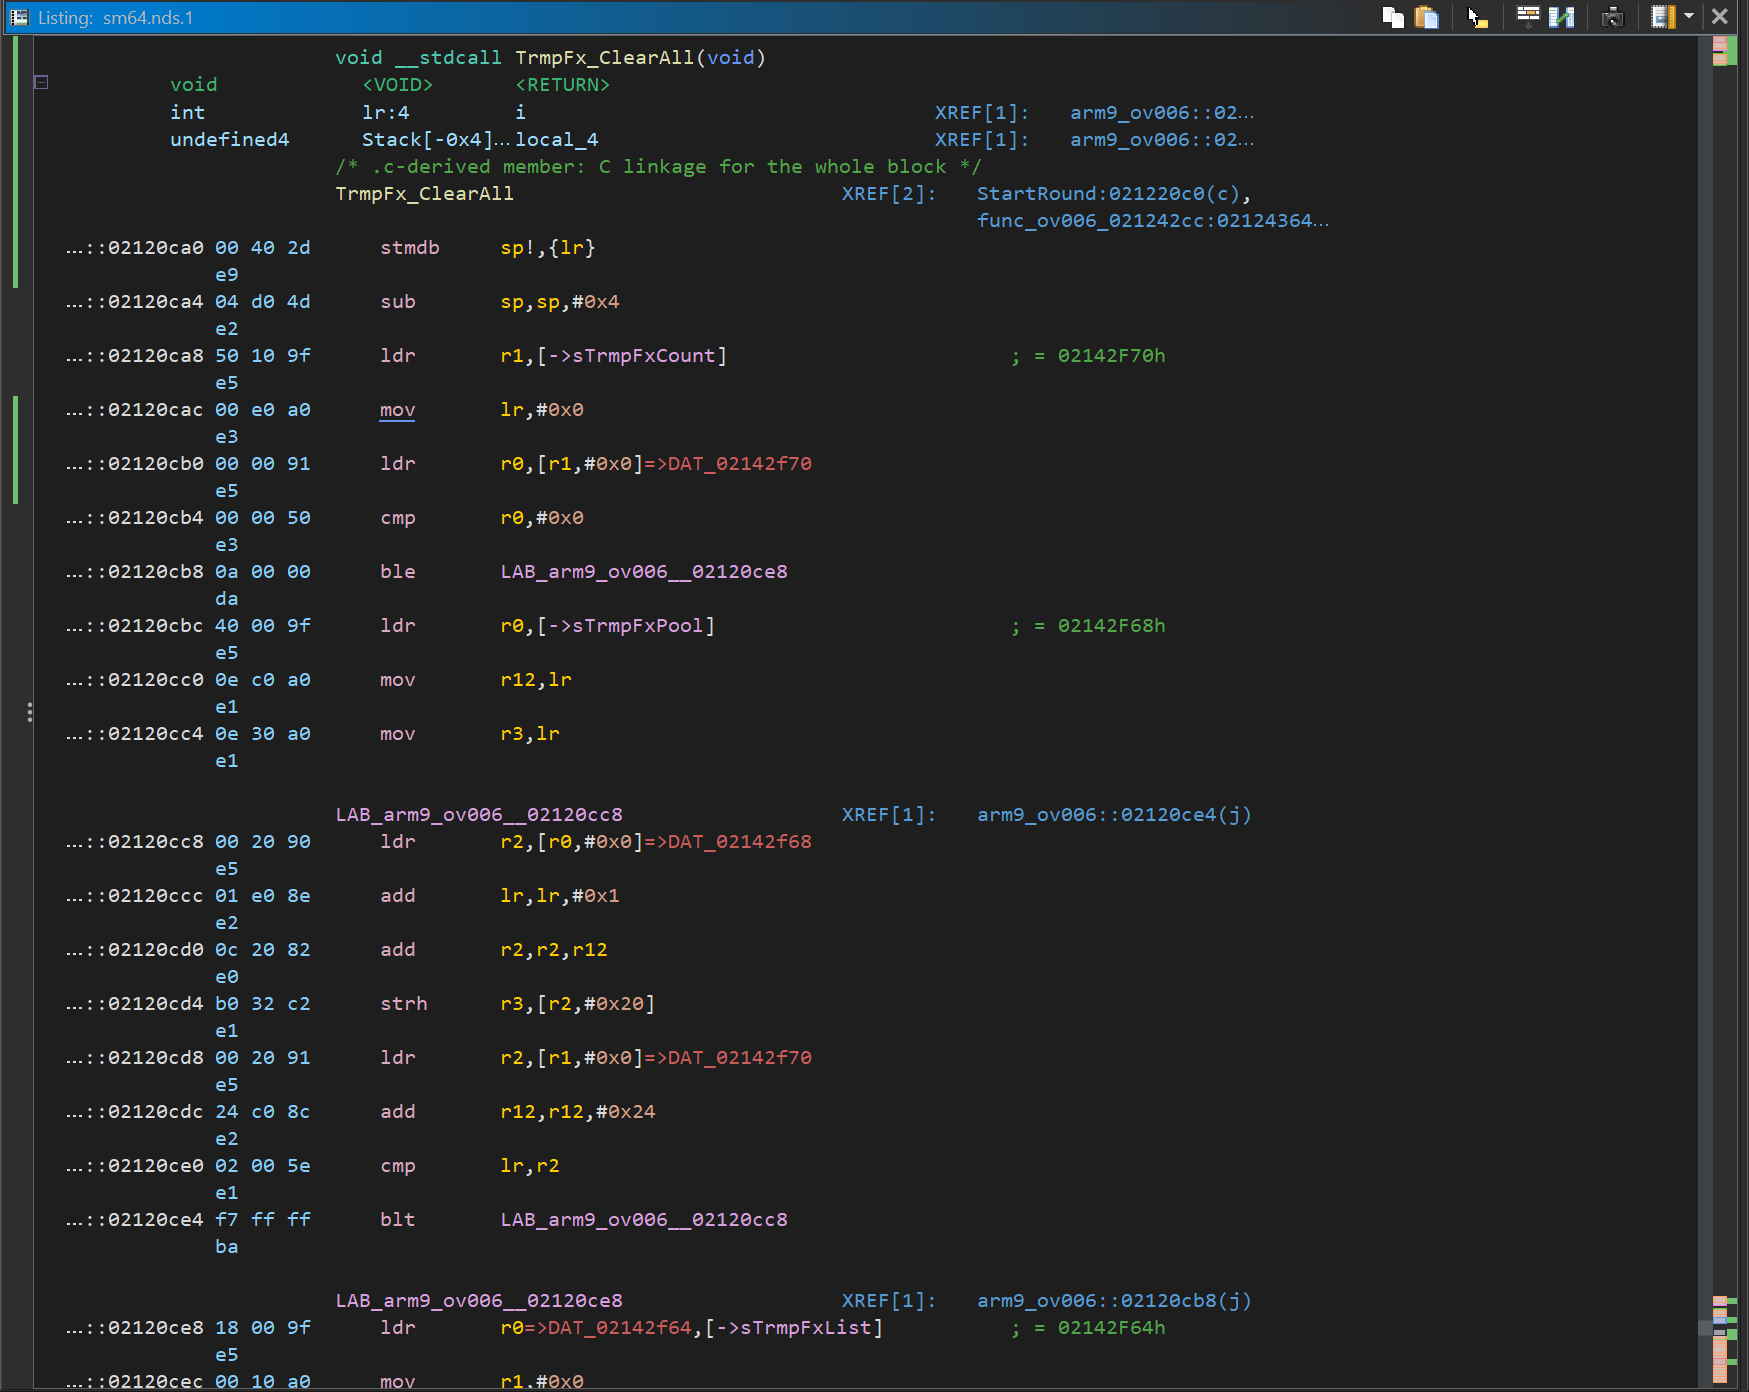 Listing: sm64.nds.1
void __stdcall TrmpFx_ClearAll(void)
void <VOID> <RETURN>
int lr:4 i XREF[1]: arm9_ov006::02...
undefined4 Stack[-0x4]... local_4 XREF[1]: arm9_ov006::02...
/* .c-derived member: C linkage for the whole block */
TrmpFx_ClearAll XREF[2]: StartRound:021220c0(c),
func_ov006_021242cc:02124364...
...::02120ca0 00 40 2d stmdb sp!,{lr}
e9
...::02120ca4 04 d0 4d sub sp,sp,#0x4
e2
...::02120ca8 50 10 9f ldr r1,[->sTrmpFxCount] ; = 02142F70h
e5
...::02120cac 00 e0 a0 mov lr,#0x0
e3
...::02120cb0 00 00 91 ldr r0,[r1,#0x0]=>DAT_02142f70
e5
...::02120cb4 00 00 50 cmp r0,#0x0
e3
...::02120cb8 0a 00 00 ble LAB_arm9_ov006__02120ce8
da
...::02120cbc 40 00 9f ldr r0,[->sTrmpFxPool] ; = 02142F68h
e5
...::02120cc0 0e c0 a0 mov r12,lr
e1
...::02120cc4 0e 30 a0 mov r3,lr
e1
LAB_arm9_ov006__02120cc8 XREF[1]: arm9_ov006::02120ce4(j)
...::02120cc8 00 20 90 ldr r2,[r0,#0x0]=>DAT_02142f68
e5
...::02120ccc 01 e0 8e add lr,lr,#0x1
e2
...::02120cd0 0c 20 82 add r2,r2,r12
e0
...::02120cd4 b0 32 c2 strh r3,[r2,#0x20]
e1
...::02120cd8 00 20 91 ldr r2,[r1,#0x0]=>DAT_02142f70
e5
...::02120cdc 24 c0 8c add r12,r12,#0x24
e2
...::02120ce0 02 00 5e cmp lr,r2
e1
...::02120ce4 f7 ff ff blt LAB_arm9_ov006__02120cc8
ba
LAB_arm9_ov006__02120ce8 XREF[1]: arm9_ov006::02120cb8(j)
...::02120ce8 18 00 9f ldr r0=>DAT_02142f64,[->sTrmpFxList] ; = 02142F64h
e5
...::02120cec 00 10 a0 mov r1,#0x0